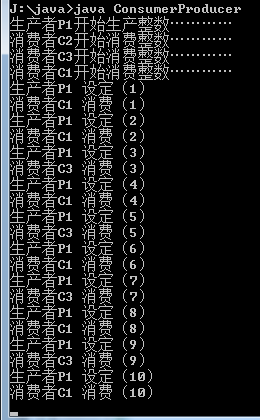 J:\java>java ConsumerProducer
生产者P1开始生产整数…………
消费者C2开始消费整数…………
消费者C3开始消费整数…………
消费者C1开始消费整数…………
生产者P1 设定 (1)
消费者C1 消费 (1)
生产者P1 设定 (2)
消费者C1 消费 (2)
生产者P1 设定 (3)
消费者C3 消费 (3)
生产者P1 设定 (4)
消费者C1 消费 (4)
生产者P1 设定 (5)
消费者C3 消费 (5)
生产者P1 设定 (6)
消费者C1 消费 (6)
生产者P1 设定 (7)
消费者C3 消费 (7)
生产者P1 设定 (8)
消费者C1 消费 (8)
生产者P1 设定 (9)
消费者C3 消费 (9)
生产者P1 设定 (10)
消费者C1 消费 (10)